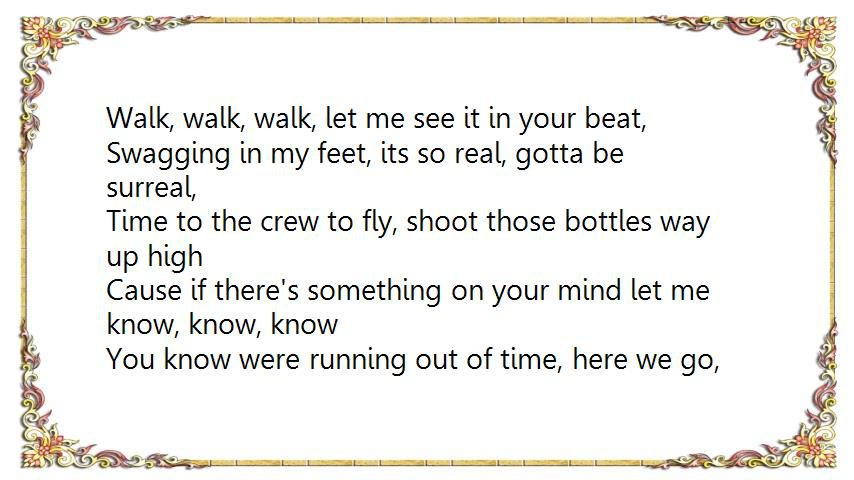 Walk, walk, walk, let me see it in your beat,
Swagging in my feet, its so real, gotta be
surreal,
Time to the crew to fly, shoot those bottles way
up high
Cause if there's something on your mind let me
know, know, know
You know were running out of time, here we go,